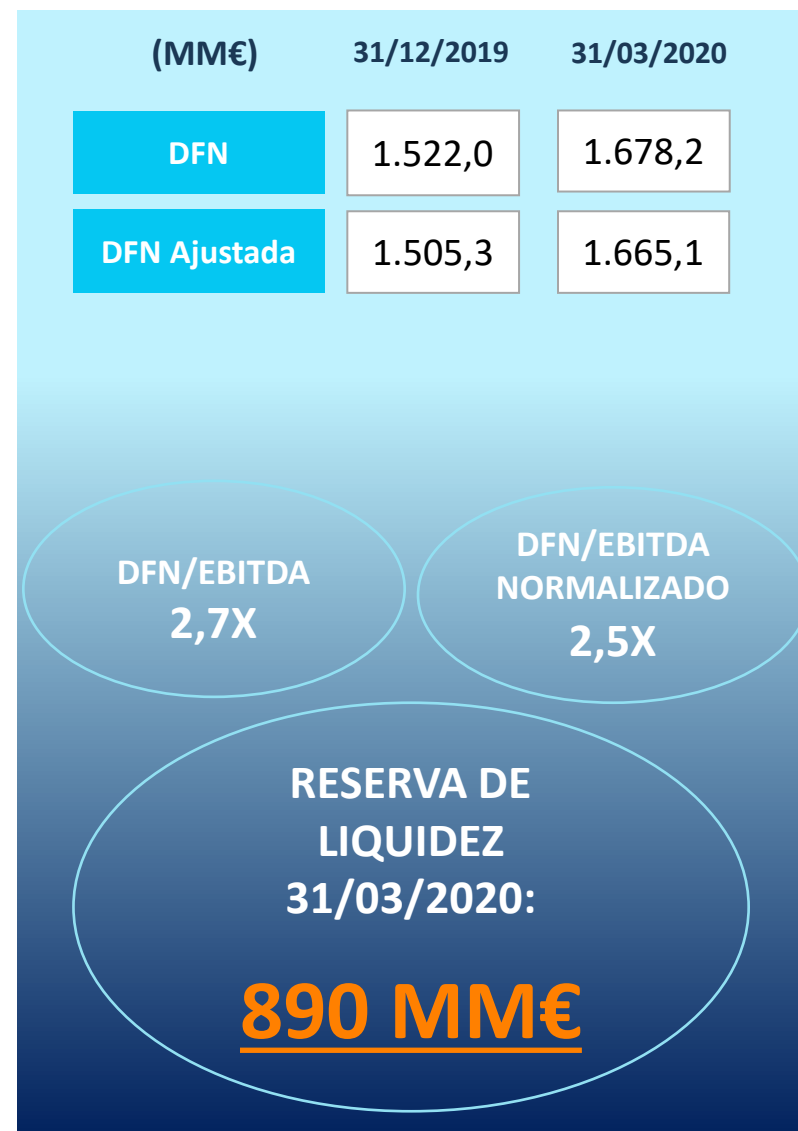 (MM€) 31/12/2019 31/03/2020
DFN 1.522,0 1.678,2
DFN Ajustada 1.505,3 1.665,1
DFN/EBITDA
2,7X
DFN/EBITDA
NORMALIZADO
2,5X
RESERVA DE
LIQUIDEZ
31/03/2020:
890 MM€